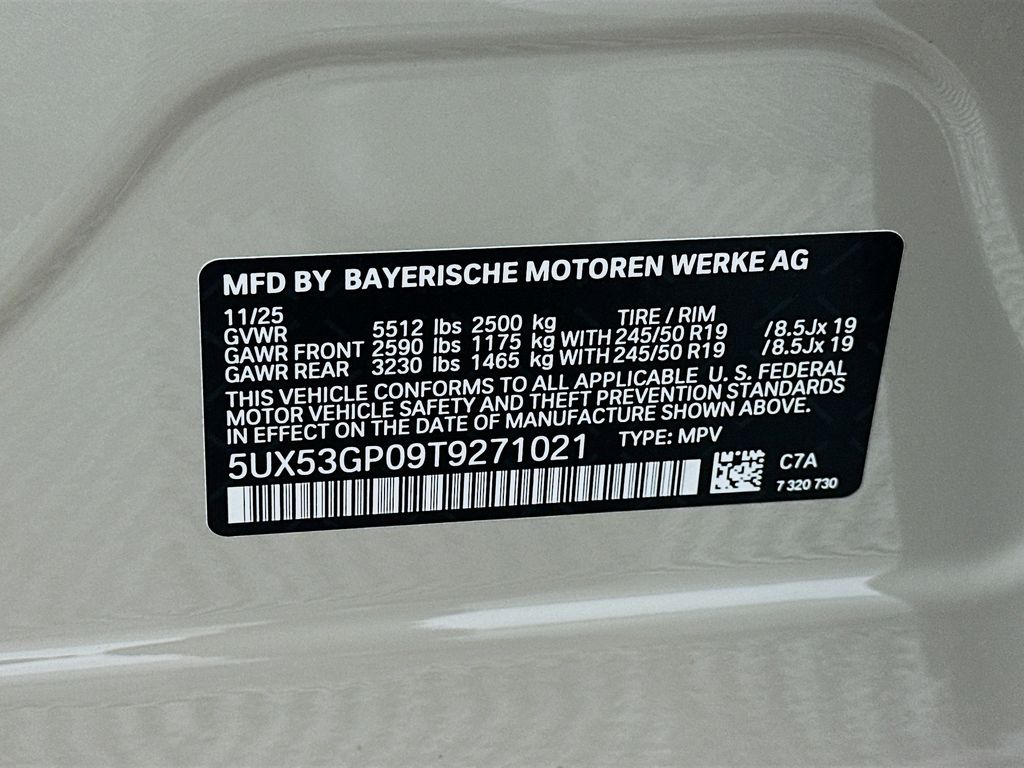 MFD BY BAYERISCHE MOTOREN WERKE AG
11/25 TIRE / RIM
GVWR 5512 lbs 2500 kg
GAWR FRONT 2590 lbs 1175 kg WITH 245/50 R19 /8.5Jx 19
GAWR REAR 3230 lbs 1465 kg WITH 245/50 R19 /8.5Jx 19
THIS VEHICLE CONFORMS TO ALL APPLICABLE U. S. FEDERAL
MOTOR VEHICLE SAFETY AND THEFT PREVENTION STANDARDS
IN EFFECT ON THE DATE OF MANUFACTURE SHOWN ABOVE.
5UX53GP09T9271021 TYPE: MPV
C7A
7 320 730